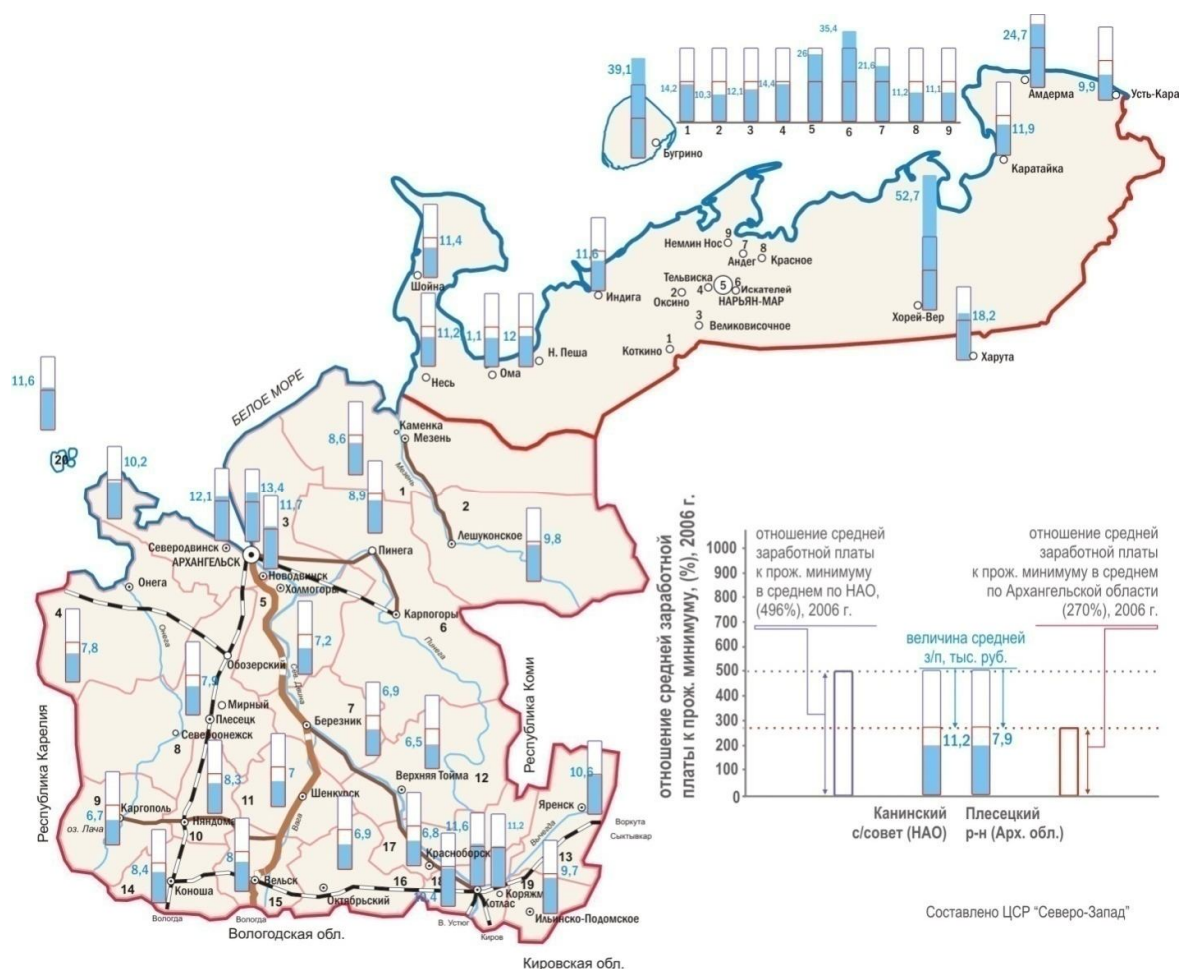 39,1
14,2
10,3
12,1
14,4
26
35,4
21,6
11,2
11,1
1 2 3 4 5 6 7 8 9
24,7
9,9
Амдерма
Усть-Кара
11,9
Каратайка
Бугрино
52,7
11,4
Шойна
11,6
Индига
9
Немлин Нос
7
Андег
8
Красное
Тельвиска
4
5
6
Искателей
2
Оксино
НАРЬЯН-МАР
3
Великовисочное
1
Коткино
Хорей-Вер
18,2
Харута
11,2
1,1
12
Н. Пеша
Несь
Ома
11,6
БЕЛОЕ МОРЕ
20
10,2
8,6
Каменка
Мезень
Мезень
8,9
1
2
12,1
13,4
11,7
3
Лешуконское
9,8
Северодвинск
АРХАНГЕЛЬСК
Пинега
Онега
Новодвинск
Холмогоры
5
4
Карпогоры
6
Онега
Пинега
7,8
Обозерский
7,2
Сев. Двина
7,9
Мирный
Плесецк
Североонежск
8
6,9
7
Березник
6,5
Верхняя Тойма
12
Республика Карелия
Республика Коми
8,3
7
11
Шенкурск
Вага
9
6,7
Каргополь
оз. Лача
Няндома
10
10,6
Яренск
Воркута
Сыктывкар
Вычегда
6,9
17
6,8
11,6
11,2
Красноборск
13
8,4
14
Коноша
8
Вельск
15
Октябрьский
16
18
10,4
Котлас
Коряжм
19
9,7
Ильинско-Подомское
Вологда
Вологда
В. Устюг
Киров
Вологодская обл.
Кировская обл.
отношение средней заработной
платы к прож. минимуму, (%), 2006 г.
1000
900
800
700
600
500
400
300
200
100
0
отношение средней
заработной платы
к прож. минимуму
в среднем по НАО,
(496%), 2006 г.
отношение средней
заработной платы
к прож. минимуму в среднем
по Архангельской области
(270%), 2006 г.
величина средней
з/п, тыс. руб.
11,2
7,9
Канинский
с/совет (НАО)
Плесецкий
р-н (Арх. обл.)
Составлено ЦСР “Северо-Запад”